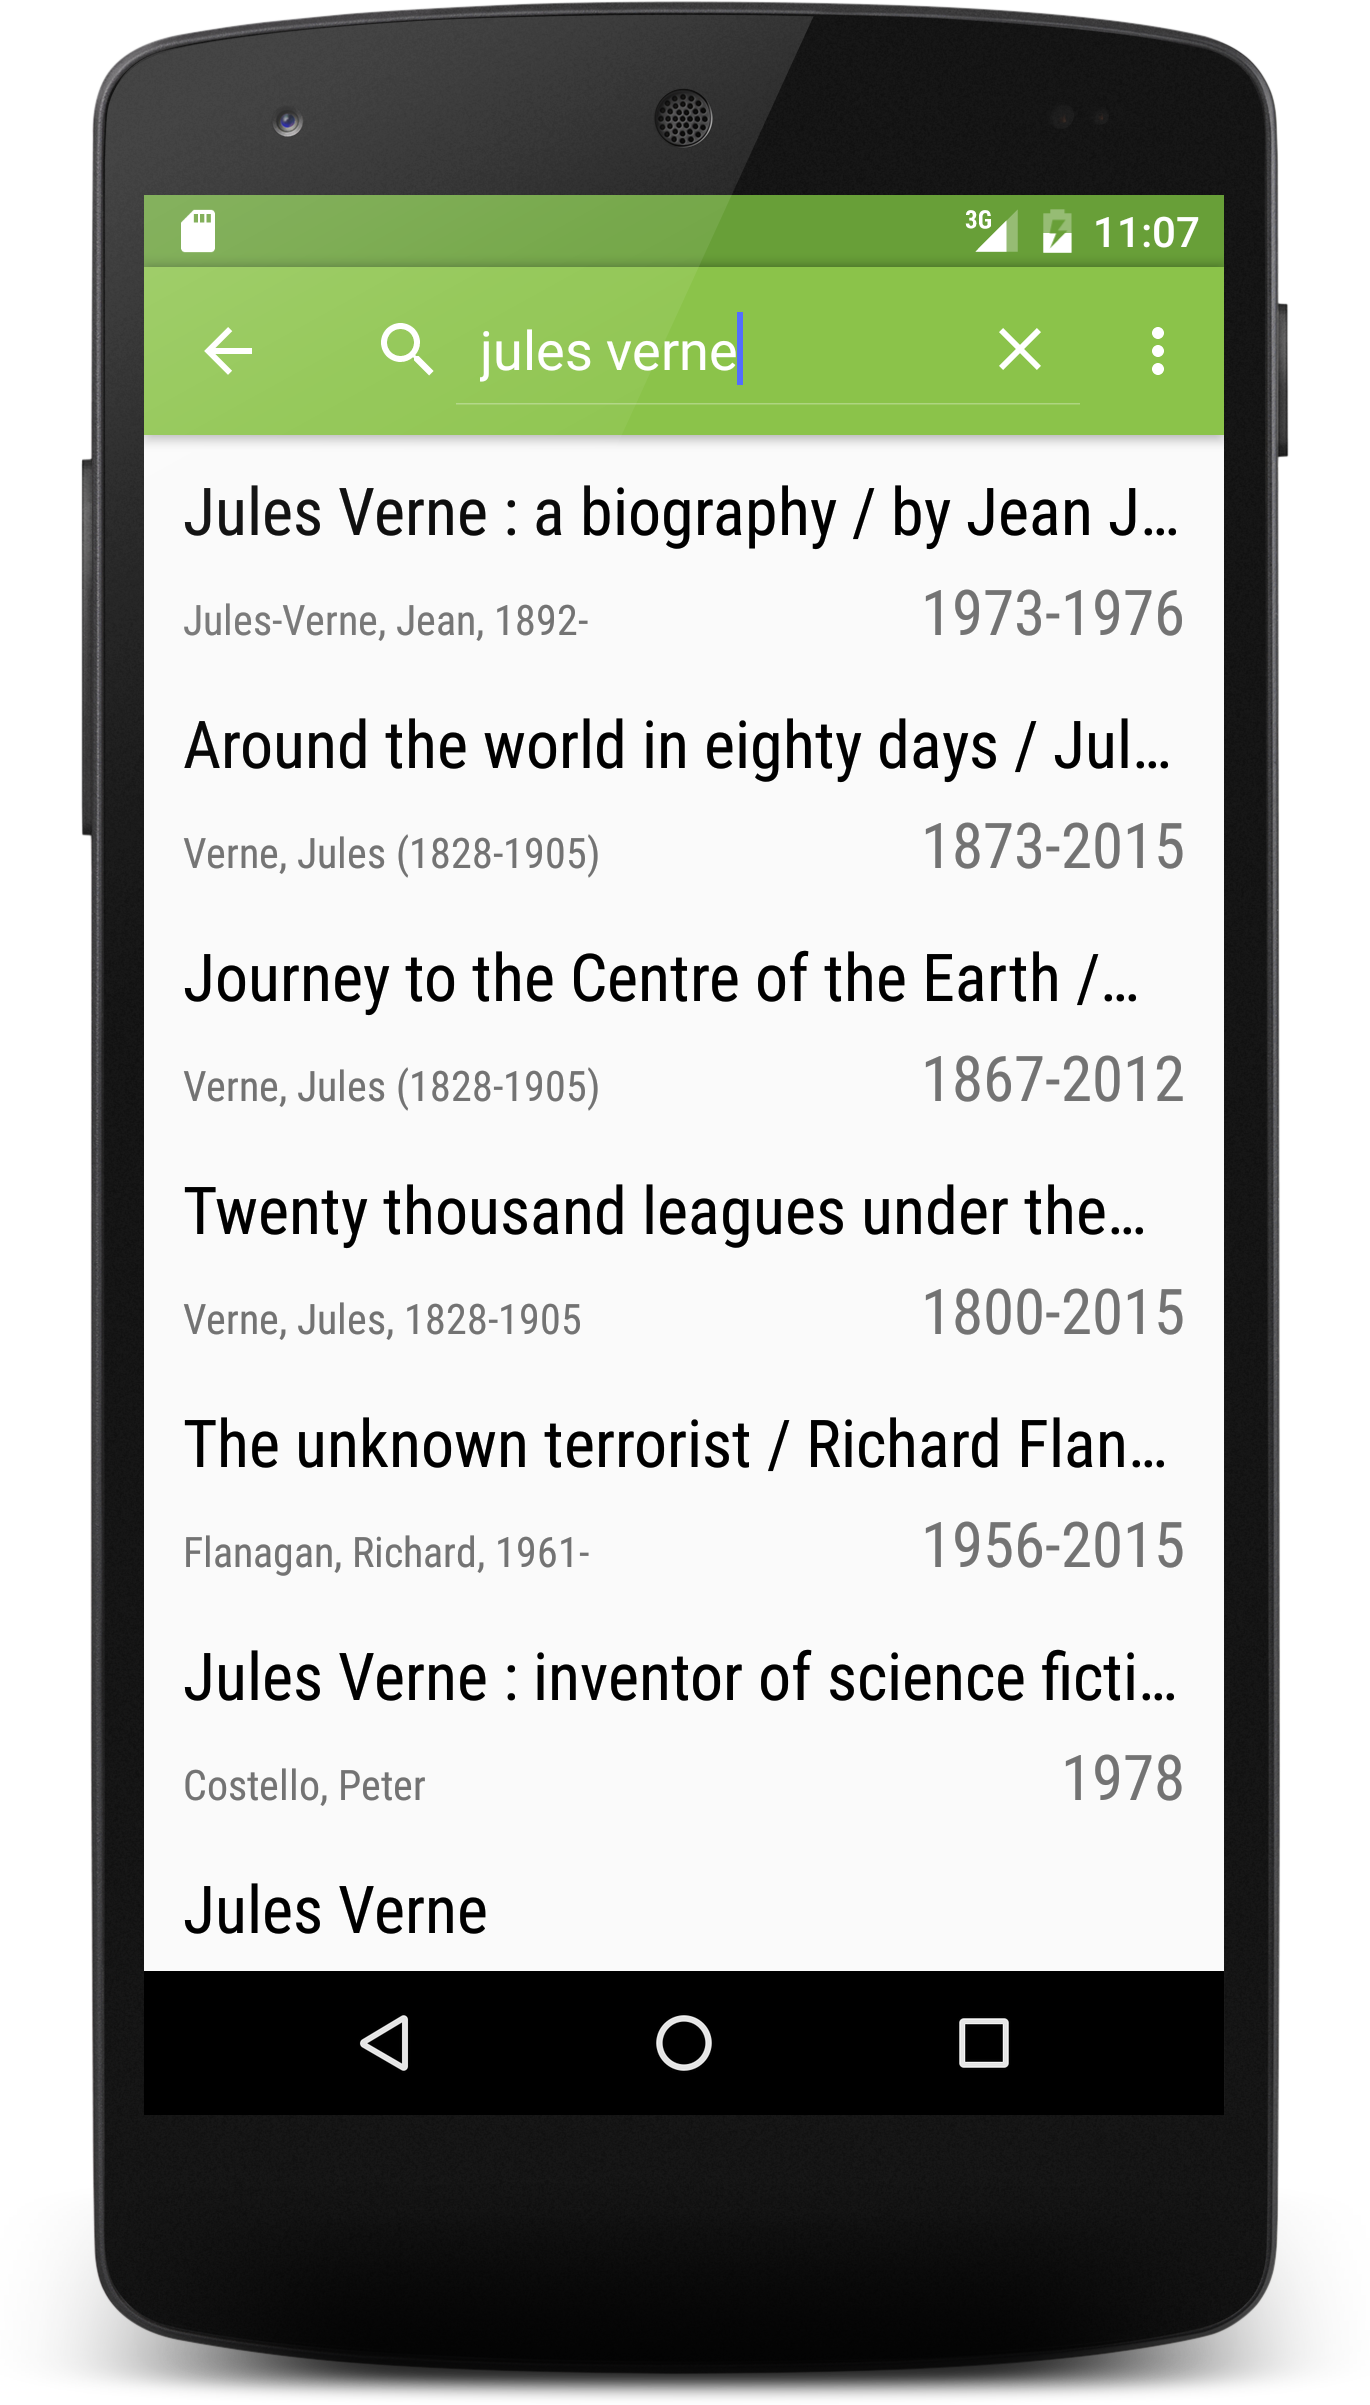 3G 11:07
jules verne
Jules Verne : a biography / by Jean J…
Jules-Verne, Jean, 1892- 1973-1976
Around the world in eighty days / Jul…
Verne, Jules (1828-1905) 1873-2015
Journey to the Centre of the Earth /…
Verne, Jules (1828-1905) 1867-2012
Twenty thousand leagues under the…
Verne, Jules, 1828-1905 1800-2015
The unknown terrorist / Richard Flan…
Flanagan, Richard, 1961- 1956-2015
Jules Verne : inventor of science ficti…
Costello, Peter 1978
Jules Verne